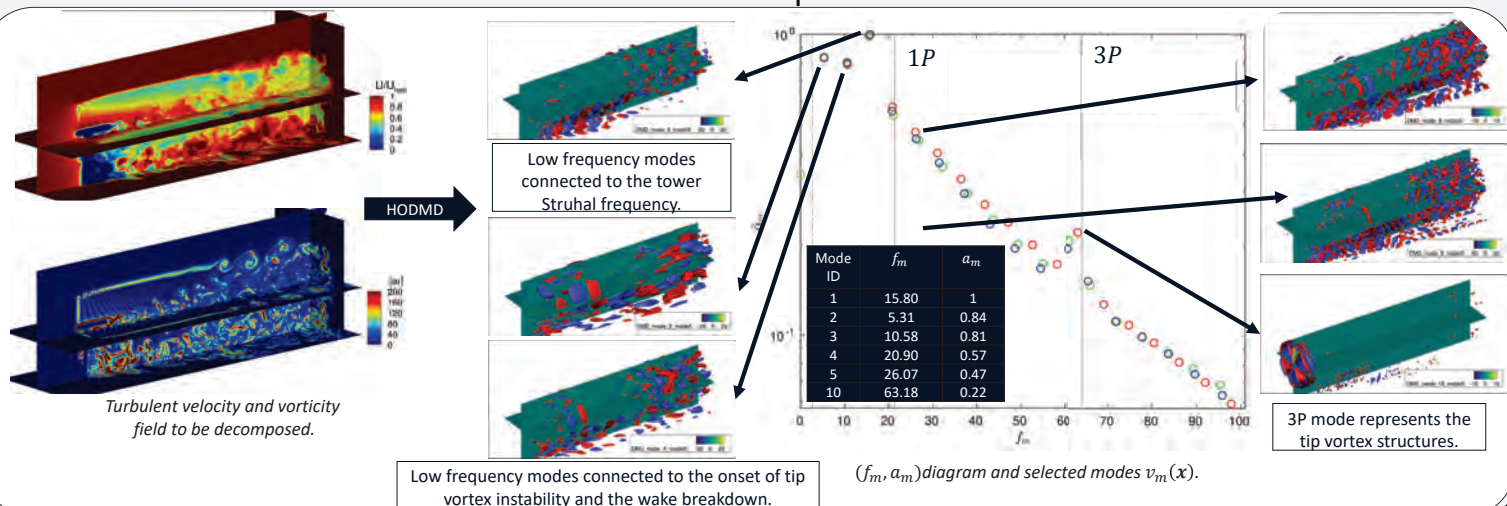 U/U
1
0.8
0.6
0.4
0.2
0
|ω|
200
160
120
80
40
0
Turbulent velocity and vorticity
field to be decomposed.
HODMD
Low frequency modes
connected to the tower
Struhal frequency.
Low frequency modes connected to the onset of tip
vortex instability and the wake breakdown.
10⁰
10⁻¹
1P
3P
Mode ID f_m a_m
1 15.80 1
2 5.31 0.84
3 10.58 0.81
4 20.90 0.57
5 26.07 0.47
10 63.18 0.22
0 10 20 30 40 50 60 70 80 90 100
f_m
(f_m, a_m)diagram and selected modes v_m(x).
3P mode represents the
tip vortex structures.